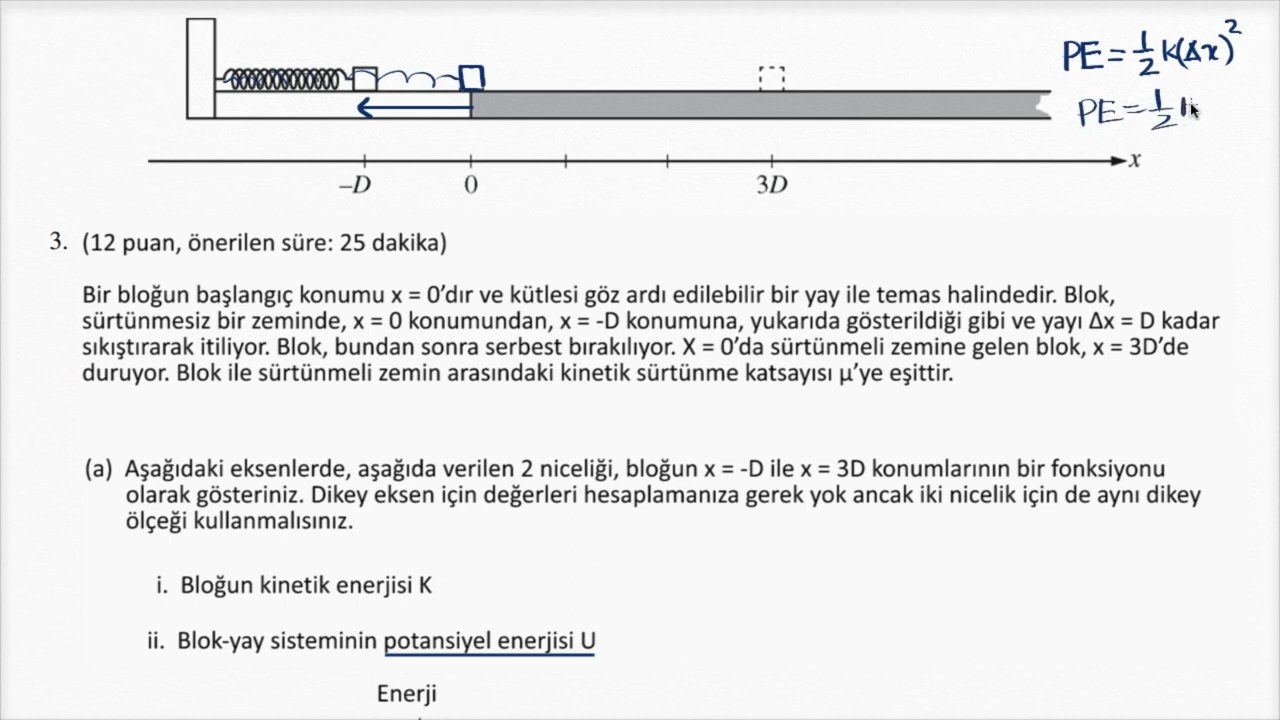 PE = 1/2 K(Δx)²
PE = 1/2
–D 0 3D x
3. (12 puan, önerilen süre: 25 dakika)
Bir bloğun başlangıç konumu x = 0’dır ve kütlesi göz ardı edilebilir bir yay ile temas halindedir. Blok,
sürtünmesiz bir zeminde, x = 0 konumundan, x = -D konumuna, yukarıda gösterildiği gibi ve yayı Δx = D kadar
sıkıştırarak itiliyor. Blok, bundan sonra serbest bırakılıyor. X = 0’da sürtünmeli zemine gelen blok, x = 3D’de
duruyor. Blok ile sürtünmeli zemin arasındaki kinetik sürtünme katsayısı μ’ye eşittir.
(a) Aşağıdaki eksenlerde, aşağıda verilen 2 niceliği, bloğun x = -D ile x = 3D konumlarının bir fonksiyonu
olarak gösteriniz. Dikey eksen için değerleri hesaplamanıza gerek yok ancak iki nicelik için de aynı dikey
ölçeği kullanmalısınız.
i. Bloğun kinetik enerjisi K
ii. Blok-yay sisteminin potansiyel enerjisi U
Enerji